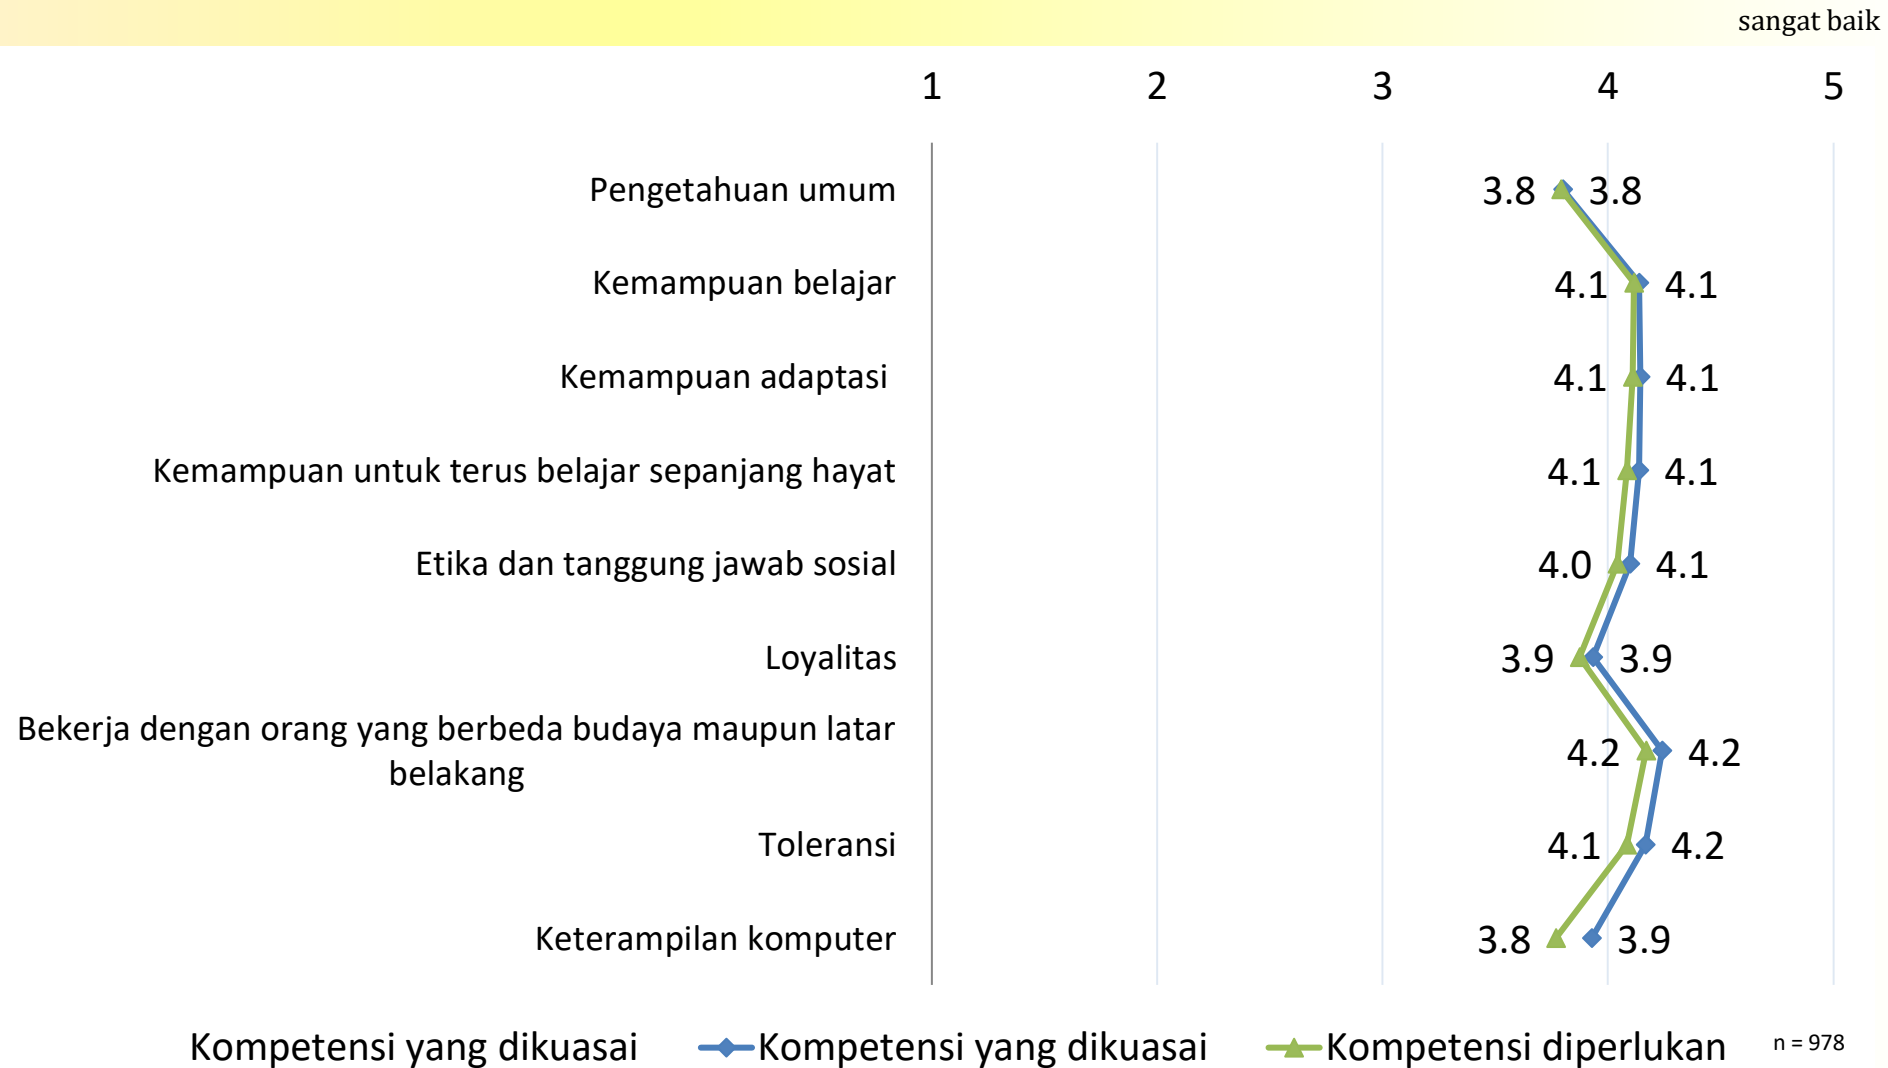 sangat baik
1 2 3 4 5
Pengetahuan umum 3.8 3.8
Kemampuan belajar 4.1 4.1
Kemampuan adaptasi 4.1 4.1
Kemampuan untuk terus belajar sepanjang hayat 4.1 4.1
Etika dan tanggung jawab sosial 4.0 4.1
Loyalitas 3.9 3.9
Bekerja dengan orang yang berbeda budaya maupun latar
belakang 4.2 4.2
Toleransi 4.1 4.2
Keterampilan komputer 3.8 3.9
Kompetensi yang dikuasai Kompetensi yang dikuasai Kompetensi diperlukan n = 978